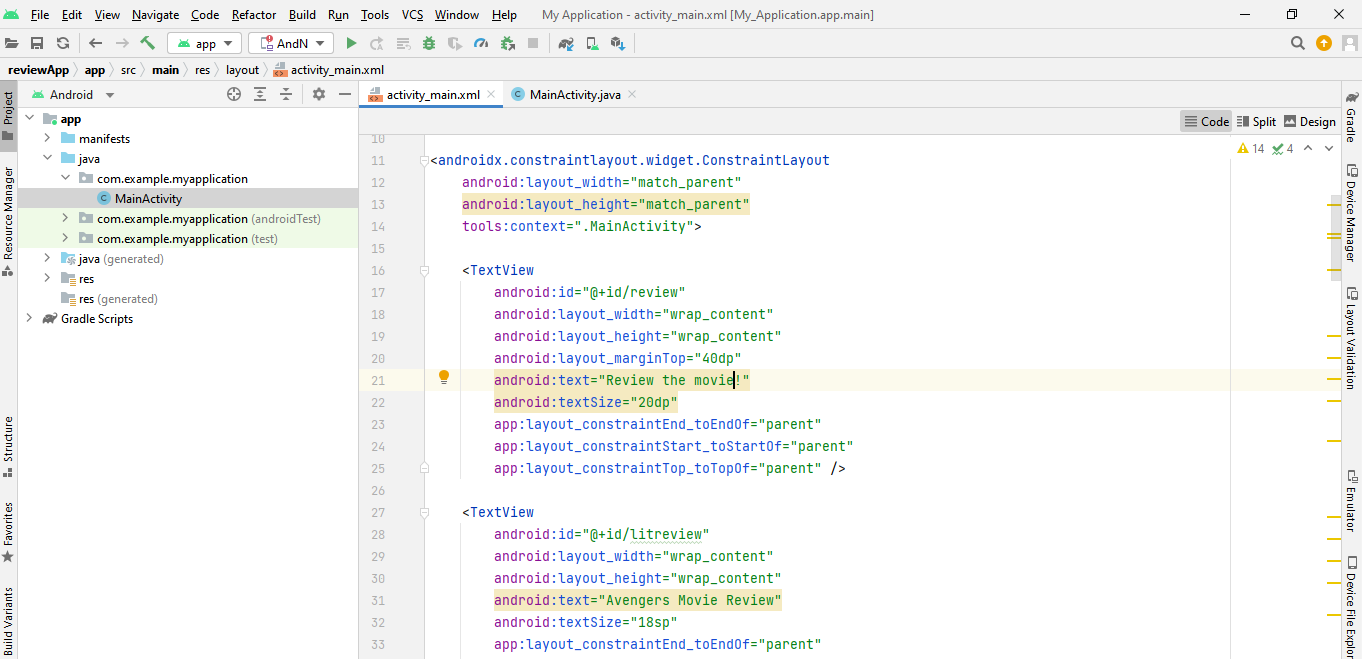 File Edit View Navigate Code Refactor Build Run Tools VCS Window Help My Application - activity_main.xml [My_Application.app.main]
app AndN
reviewApp app src main res layout activity_main.xml
Project
Resource Manager
Structure
Favorites
Build Variants
Android
app
manifests
java
com.example.myapplication
MainActivity
com.example.myapplication (androidTest)
com.example.myapplication (test)
java (generated)
res
res (generated)
Gradle Scripts
activity_main.xml MainActivity.java
Code Split Design
14 4
10
11 <androidx.constraintlayout.widget.ConstraintLayout
12 android:layout_width="match_parent"
13 android:layout_height="match_parent"
14 tools:context=".MainActivity">
15
16 <TextView
17 android:id="@+id/review"
18 android:layout_width="wrap_content"
19 android:layout_height="wrap_content"
20 android:layout_marginTop="40dp"
21 android:text="Review the movie!"
22 android:textSize="20dp"
23 app:layout_constraintEnd_toEndOf="parent"
24 app:layout_constraintStart_toStartOf="parent"
25 app:layout_constraintTop_toTopOf="parent" />
26
27 <TextView
28 android:id="@+id/litreview"
29 android:layout_width="wrap_content"
30 android:layout_height="wrap_content"
31 android:text="Avengers Movie Review"
32 android:textSize="18sp"
33 app:layout_constraintEnd_toEndOf="parent"
Gradle
Device Manager
Layout Validation
Emulator
Device File Explor